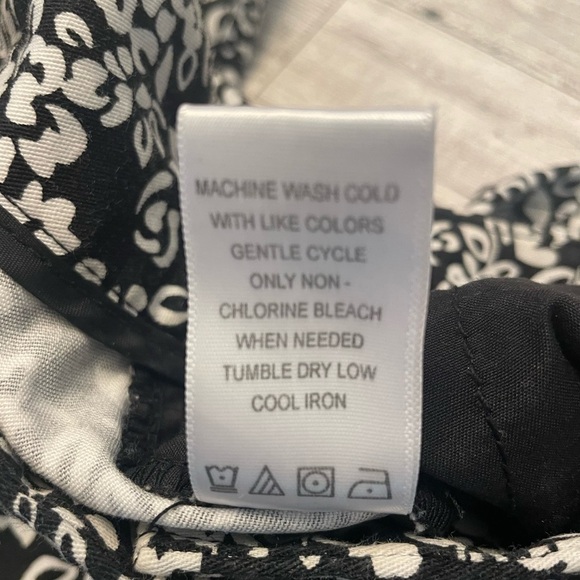 MACHINE WASH COLD
WITH LIKE COLORS
GENTLE CYCLE
ONLY NON -
CHLORINE BLEACH
WHEN NEEDED
TUMBLE DRY LOW
COOL IRON